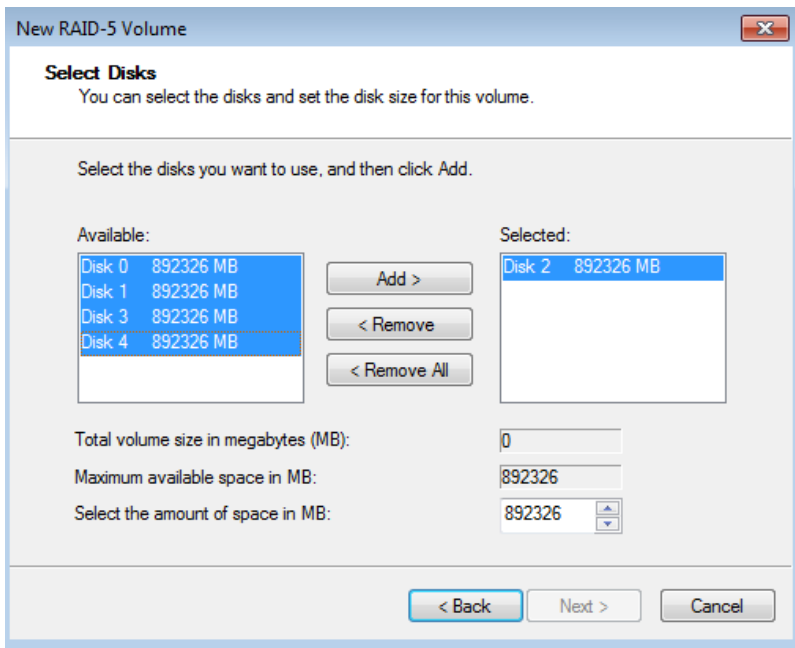 New RAID-5 Volume
Select Disks
You can select the disks and set the disk size for this volume.
Select the disks you want to use, and then click Add.
Available:
Selected:
Disk 0 892326 MB
Disk 1 892326 MB
Disk 3 892326 MB
Disk 4 892326 MB
Add >
< Remove
< Remove All
Disk 2 892326 MB
Total volume size in megabytes (MB): 0
Maximum available space in MB: 892326
Select the amount of space in MB: 892326
< Back Next > Cancel